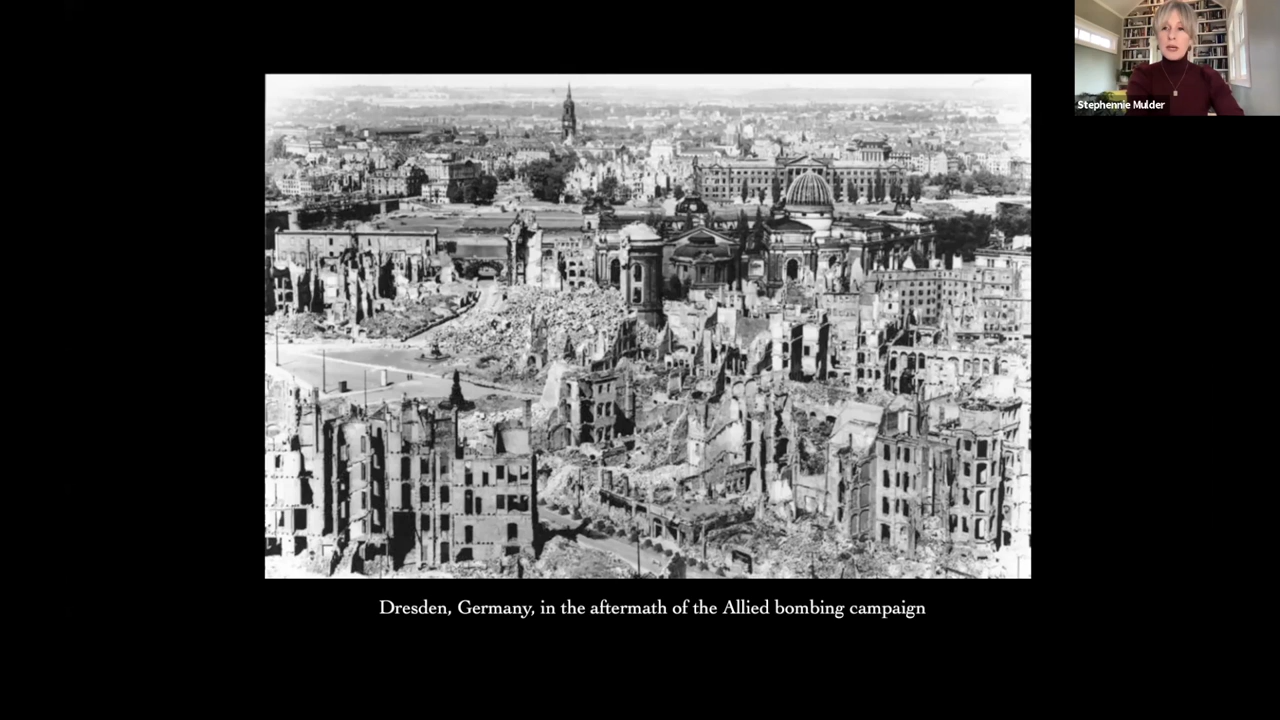 Stephennie Mulder
Dresden, Germany, in the aftermath of the Allied bombing campaign